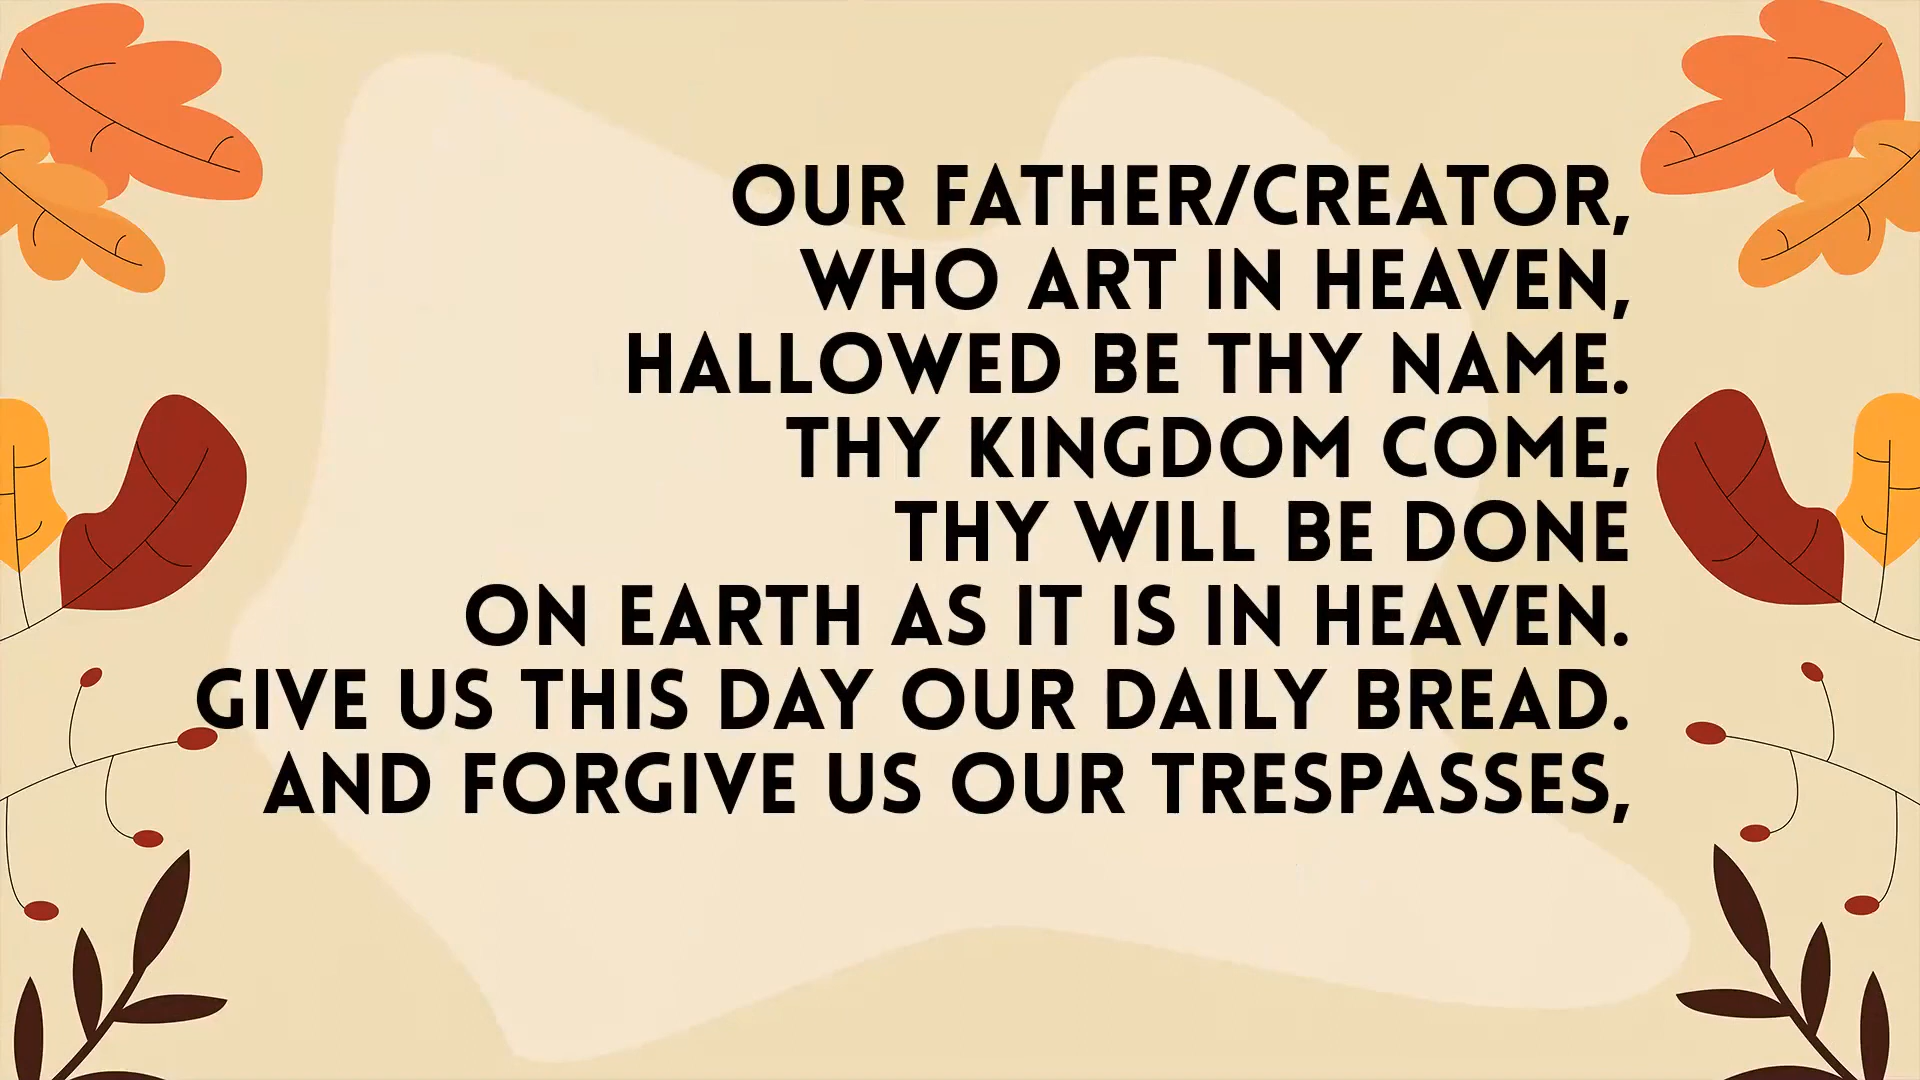 OUR FATHER/CREATOR,
WHO ART IN HEAVEN,
HALLOWED BE THY NAME.
THY KINGDOM COME,
THY WILL BE DONE
ON EARTH AS IT IS IN HEAVEN.
GIVE US THIS DAY OUR DAILY BREAD.
AND FORGIVE US OUR TRESPASSES,